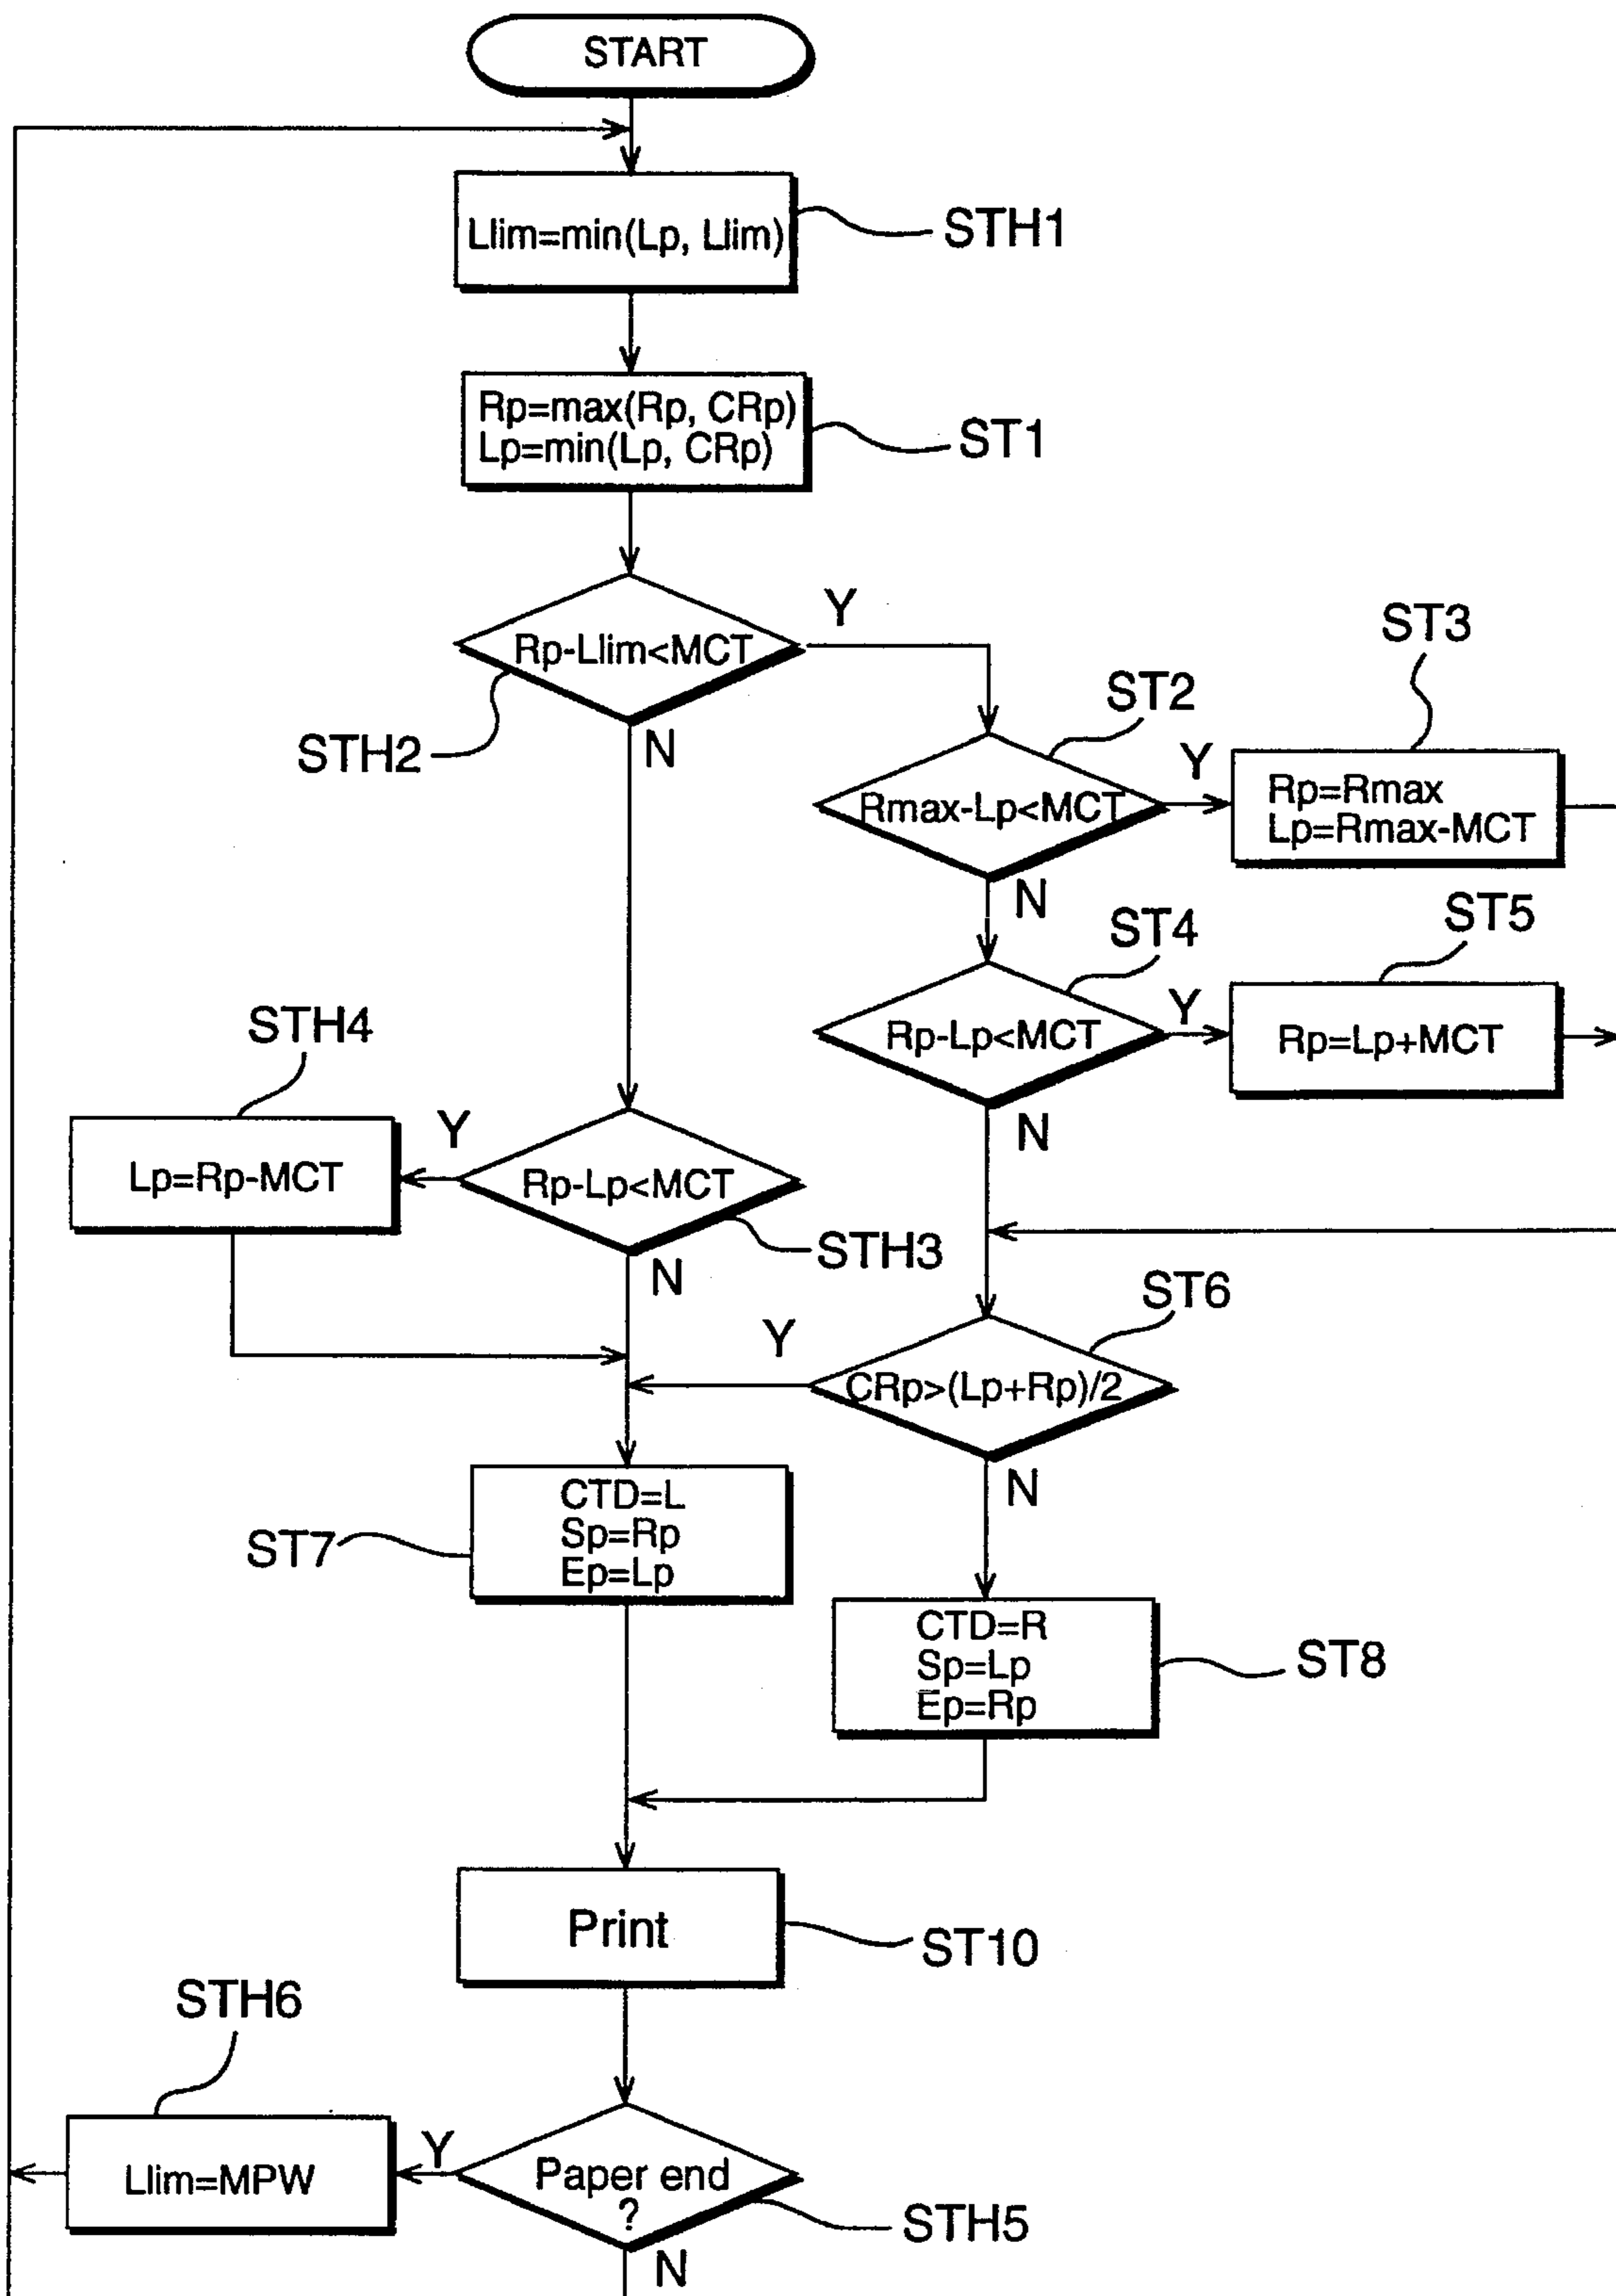 START
Llim=min(Lp, Llim)
STH1
Rp=max(Rp, CRp)
Lp=min(Lp, CRp)
ST1
Rp-Llim<MCT
Y
STH2
N
ST2
ST3
Rmax-Lp<MCT
Y
Rp=Rmax
Lp=Rmax-MCT
N
ST4
ST5
Rp-Lp<MCT
Y
Rp=Lp+MCT
N
STH4
Lp=Rp-MCT
Y
Rp-Lp<MCT
STH3
N
ST6
Y
CRp>(Lp+Rp)/2
N
CTD=L
Sp=Rp
Ep=Lp
ST7
CTD=R
Sp=Lp
Ep=Rp
ST8
Print
ST10
STH6
Llim=MPW
Y
Paper end
?
STH5
N